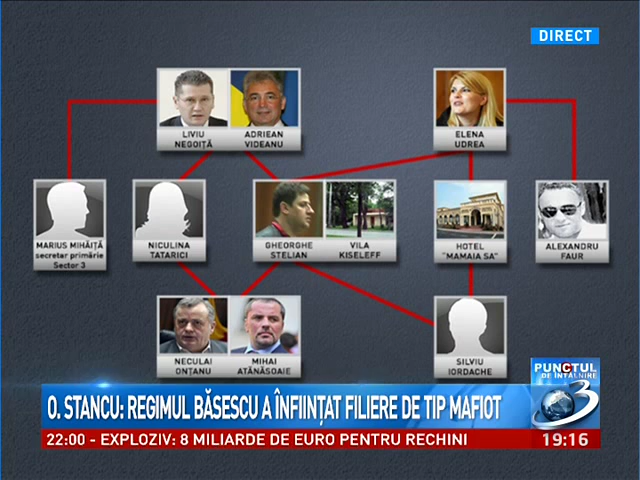 DIRECT
LIVIU
NEGOIȚĂ
ADRIEAN
VIDEANU
ELENA
UDREA
MARIUS MIHĂIȚĂ
secretar primărie
Sector 3
NICULINA
TATARICI
GHEORGHE
STELIAN
VILA
KISELEFF
HOTEL
"MAMAIA SA"
ALEXANDRU
FAUR
NECULAI
ONȚANU
MIHAI
ATĂNĂSOAIE
SILVIU
IORDACHE
PUNCTUL
DE ÎNTÂLNIRE
3
O. STANCU: REGIMUL BĂSESCU A ÎNFIINȚAT FILIERE DE TIP MAFIOT
22:00 - EXPLOZIV: 8 MILIARDE DE EURO PENTRU RECHINI
19:16